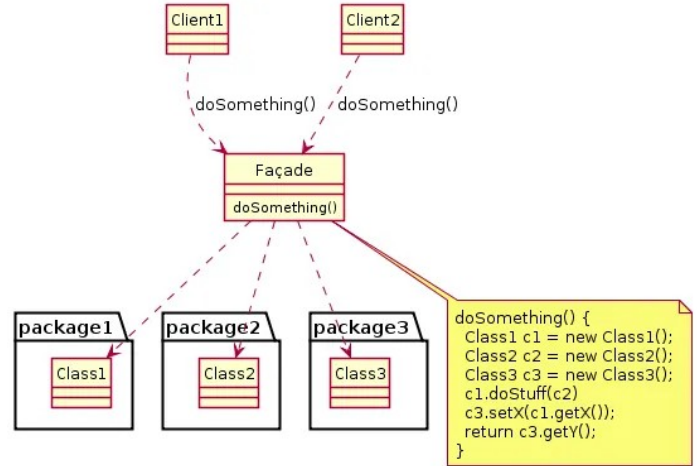 Client1
Client2
doSomething()
doSomething()
Façade
doSomething()
package1
package2
package3
Class1
Class2
Class3
doSomething() {
Class1 c1 = new Class1();
Class2 c2 = new Class2();
Class3 c3 = new Class3();
c1.doStuff(c2)
c3.setX(c1.getX());
return c3.getY();
}